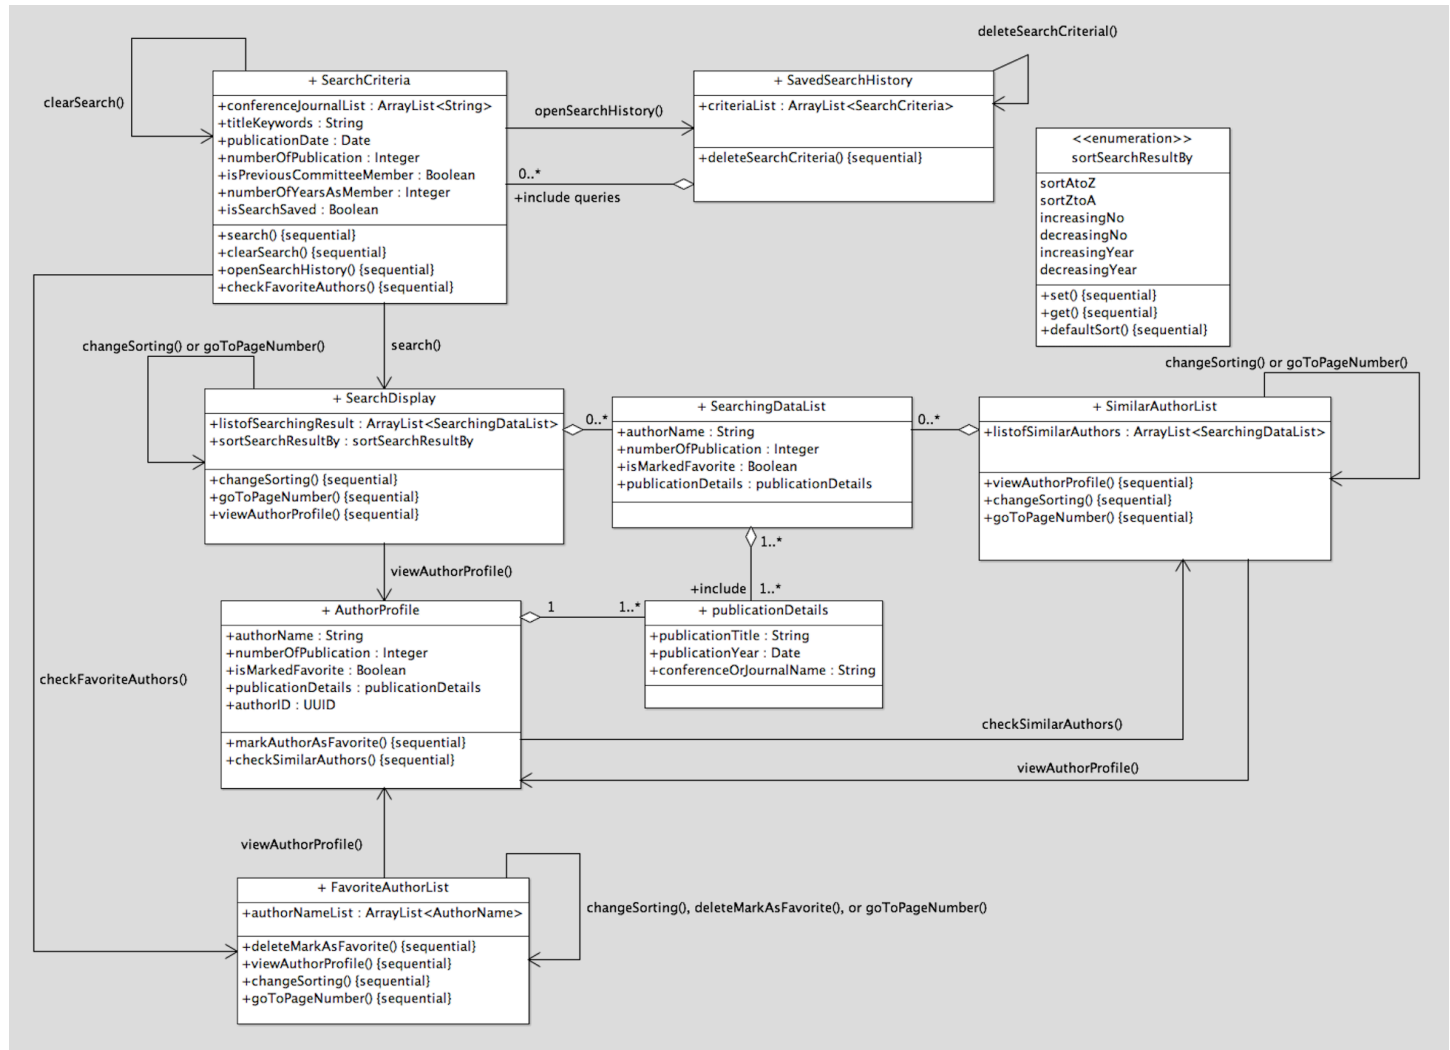 deleteSearchCriterial()
clearSearch()
+ SearchCriteria
+conferenceJournalList : ArrayList<String>
+titleKeywords : String
+publicationDate : Date
+numberOfPublication : Integer
+isPreviousCommitteeMember : Boolean
+numberOfYearsAsMember : Integer
+isSearchSaved : Boolean
+search() {sequential}
+clearSearch() {sequential}
+openSearchHistory() {sequential}
+checkFavoriteAuthors() {sequential}
openSearchHistory()
0..*
+include queries
+ SavedSearchHistory
+criteriaList : ArrayList<SearchCriteria>
+deleteSearchCriteria() {sequential}
<<enumeration>>
sortSearchResultBy
sortAtoZ
sortZtoA
increasingNo
decreasingNo
increasingYear
decreasingYear
+set() {sequential}
+get() {sequential}
+defaultSort() {sequential}
changeSorting() or goToPageNumber()
search()
changeSorting() or goToPageNumber()
+ SearchDisplay
+listofSearchingResult : ArrayList<SearchingDataList>
+sortSearchResultBy : sortSearchResultBy
+changeSorting() {sequential}
+goToPageNumber() {sequential}
+viewAuthorProfile() {sequential}
0..*
+ SearchingDataList
+authorName : String
+numberOfPublication : Integer
+isMarkedFavorite : Boolean
+publicationDetails : publicationDetails
0..*
+ SimilarAuthorList
+listofSimilarAuthors : ArrayList<SearchingDataList>
+viewAuthorProfile() {sequential}
+changeSorting() {sequential}
+goToPageNumber() {sequential}
1..*
viewAuthorProfile()
+include
1..*
+ AuthorProfile
+authorName : String
+numberOfPublication : Integer
+isMarkedFavorite : Boolean
+publicationDetails : publicationDetails
+authorID : UUID
+markAuthorAsFavorite() {sequential}
+checkSimilarAuthors() {sequential}
1
1..*
+ publicationDetails
+publicationTitle : String
+publicationYear : Date
+conferenceOrJournalName : String
checkFavoriteAuthors()
checkSimilarAuthors()
viewAuthorProfile()
viewAuthorProfile()
+ FavoriteAuthorList
+authorNameList : ArrayList<AuthorName>
+deleteMarkAsFavorite() {sequential}
+viewAuthorProfile() {sequential}
+changeSorting() {sequential}
+goToPageNumber() {sequential}
changeSorting(), deleteMarkAsFavorite(), or goToPageNumber()